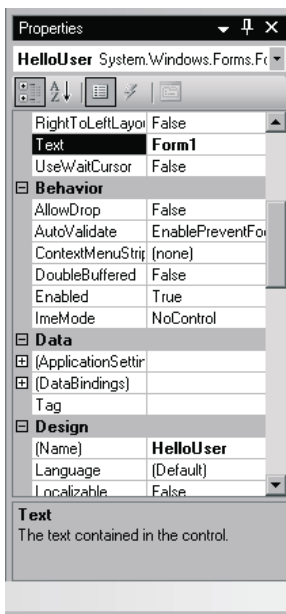 Properties
HelloUser System.Windows.Forms.Fo
RightToLeftLayou False
Text Form1
UseWaitCursor False
Behavior
AllowDrop False
AutoValidate EnablePreventFo
ContextMenuStrip (none)
DoubleBuffered False
Enabled True
ImeMode NoControl
Data
(ApplicationSettin
(DataBindings)
Tag
Design
(Name) HelloUser
Language (Default)
Localizable False
Text
The text contained in the control.